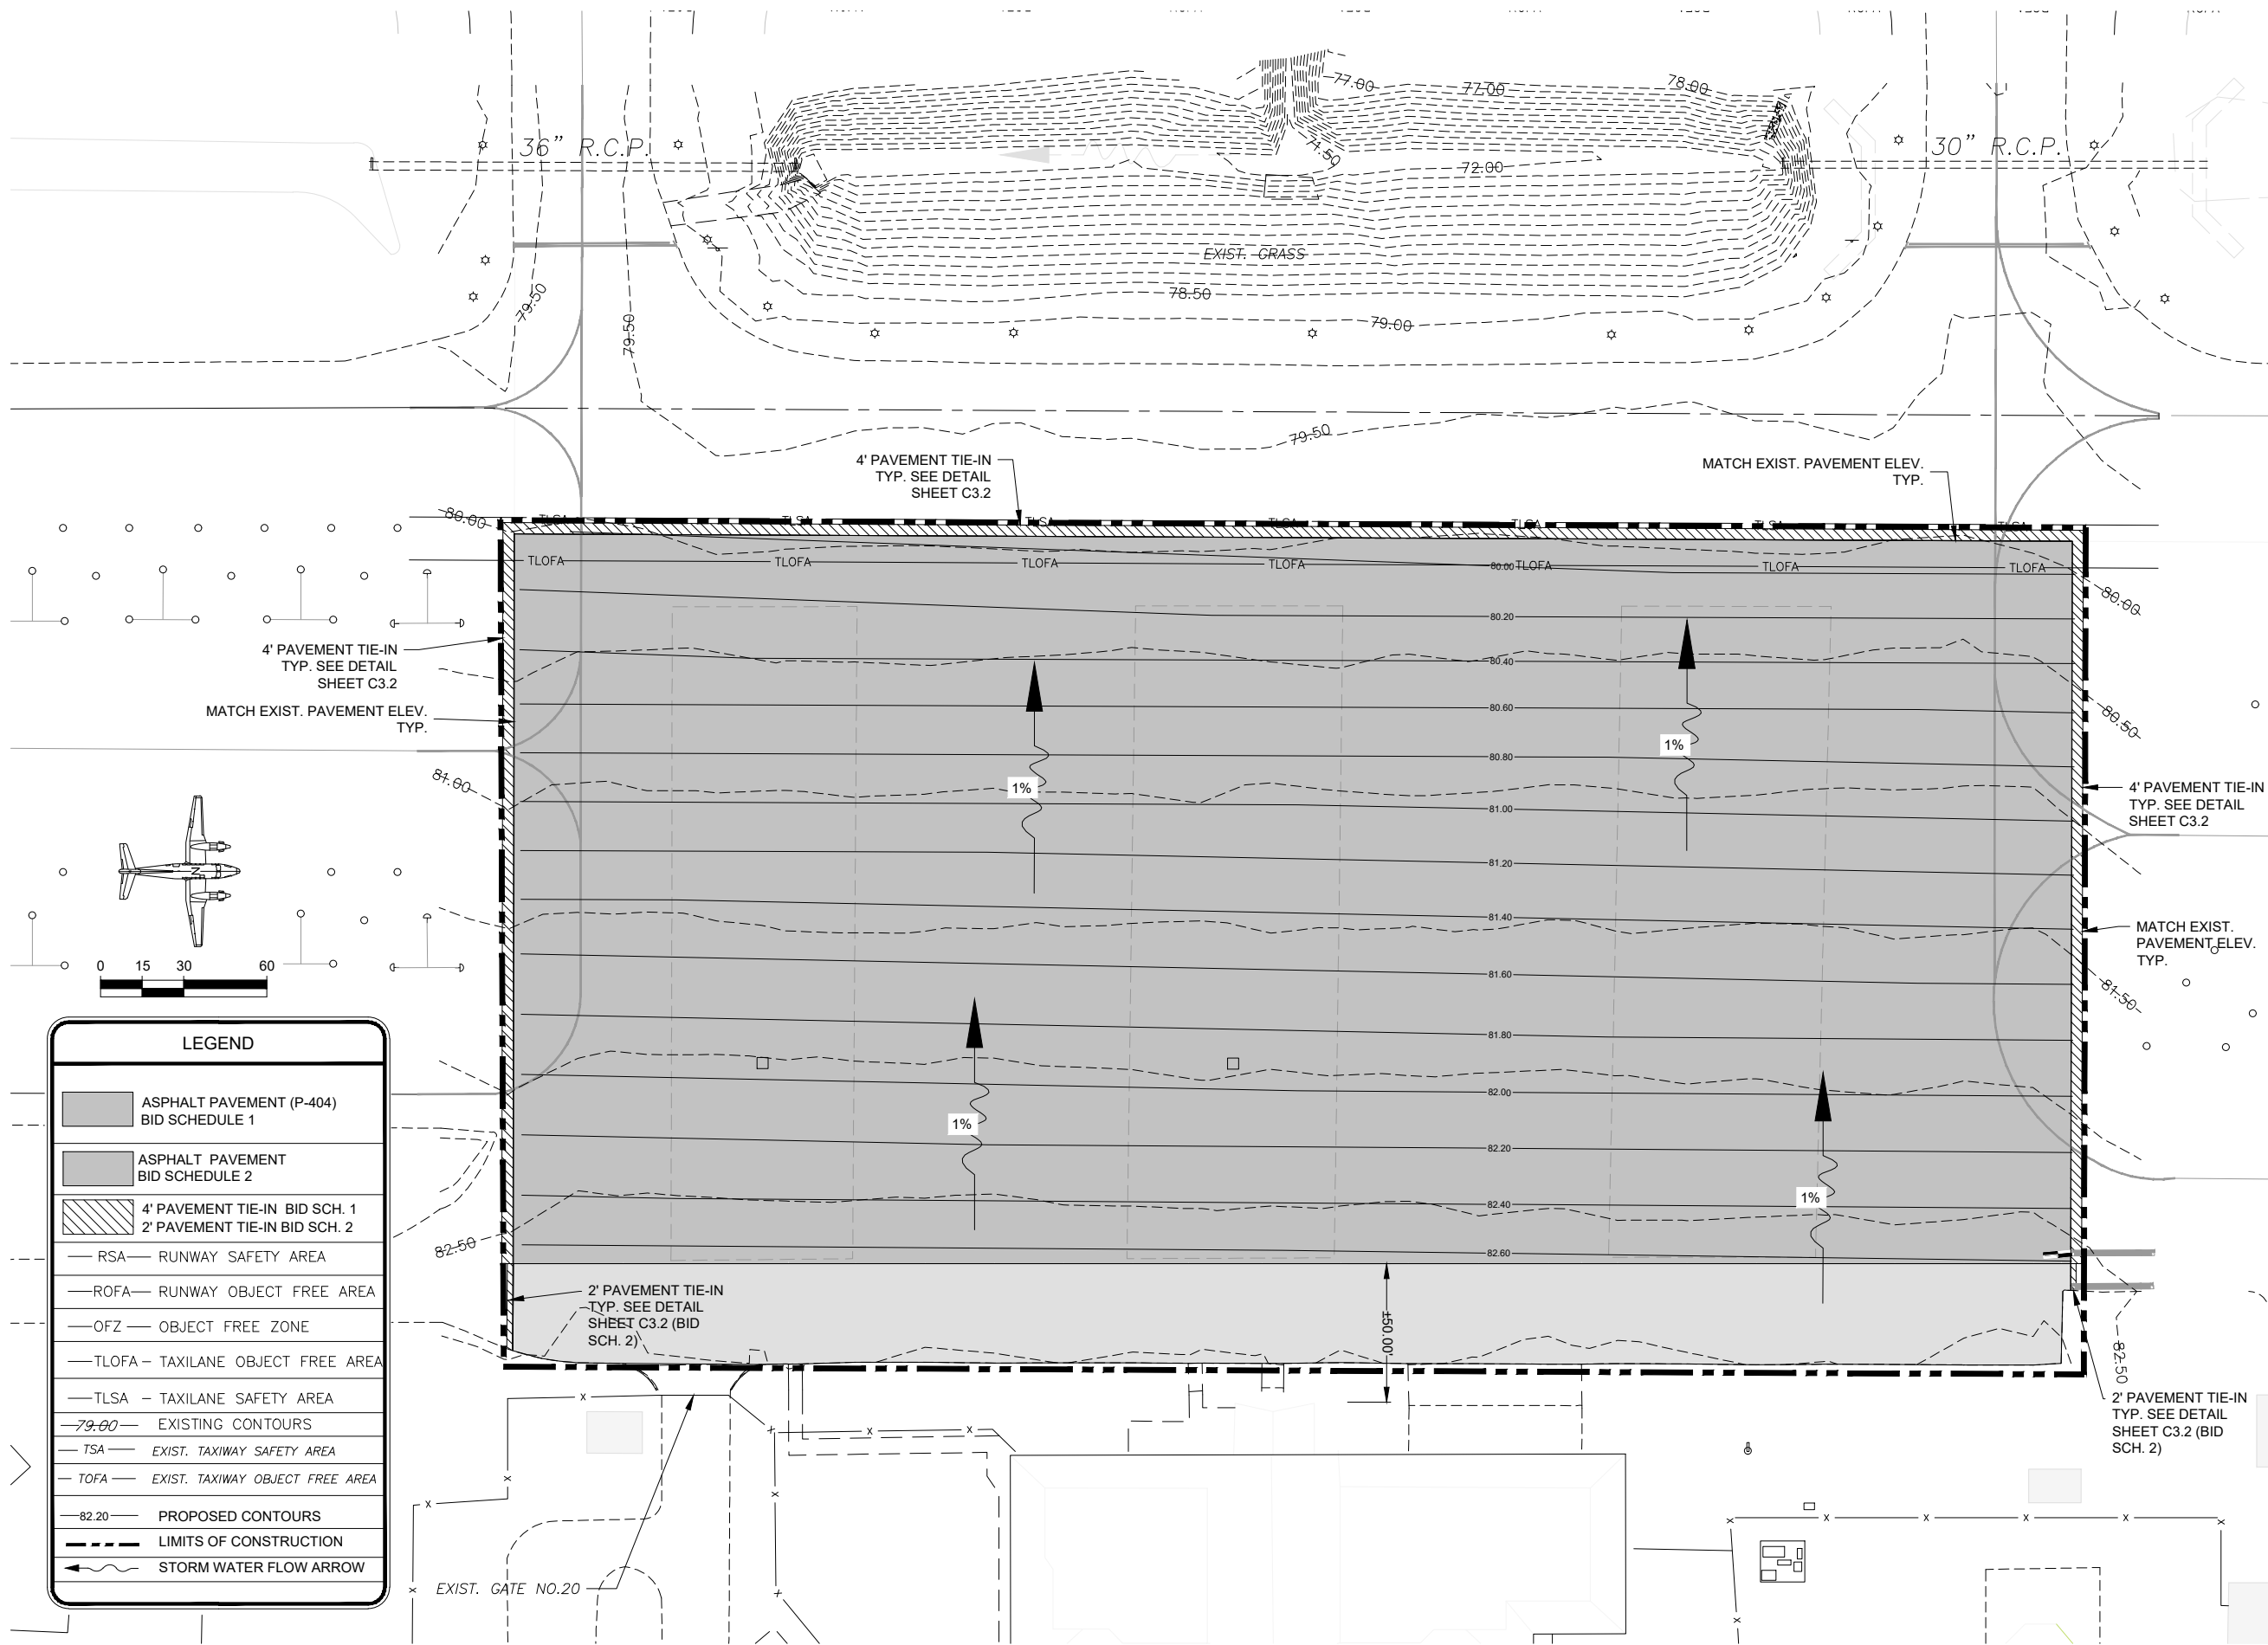 77.00
77.00
78.00
36” R.C.P.
71.50
72.00
30” R.C.P.
EXIST. GRASS
79.50
79.50
78.50
79.00
79.50
4' PAVEMENT TIE-IN
TYP. SEE DETAIL
SHEET C3.2
MATCH EXIST. PAVEMENT ELEV.
TYP.
80.00
TLSA
TLSA
TLSA
TLSA
TLSA
TLSA
TLSA
TLOFA
TLOFA
TLOFA
TLOFA
80.00
TLOFA
TLOFA
TLOFA
80.00
80.20
4' PAVEMENT TIE-IN
TYP. SEE DETAIL
SHEET C3.2
80.40
MATCH EXIST. PAVEMENT ELEV.
TYP.
80.60
80.50
1%
80.80
81.00
1%
81.00
4' PAVEMENT TIE-IN
TYP. SEE DETAIL
SHEET C3.2
81.20
Z
81.40
MATCH EXIST.
PAVEMENT ELEV.
TYP.
0 15 30 60
81.60
81.50
81.80
82.00
1%
82.20
1%
82.40
82.50
82.60
2' PAVEMENT TIE-IN
TYP. SEE DETAIL
SHEET C3.2 (BID
SCH. 2)
±50.00'
82.50
2' PAVEMENT TIE-IN
TYP. SEE DETAIL
SHEET C3.2 (BID
SCH. 2)
EXIST. GATE NO.20
LEGEND
ASPHALT PAVEMENT (P-404)
BID SCHEDULE 1
ASPHALT PAVEMENT
BID SCHEDULE 2
4' PAVEMENT TIE-IN BID SCH. 1
2' PAVEMENT TIE-IN BID SCH. 2
RSA RUNWAY SAFETY AREA
ROFA RUNWAY OBJECT FREE AREA
OFZ OBJECT FREE ZONE
TLOFA TAXILANE OBJECT FREE AREA
TLSA TAXILANE SAFETY AREA
79.00 EXISTING CONTOURS
TSA EXIST. TAXIWAY SAFETY AREA
TOFA EXIST. TAXIWAY OBJECT FREE AREA
82.20 PROPOSED CONTOURS
LIMITS OF CONSTRUCTION
STORM WATER FLOW ARROW